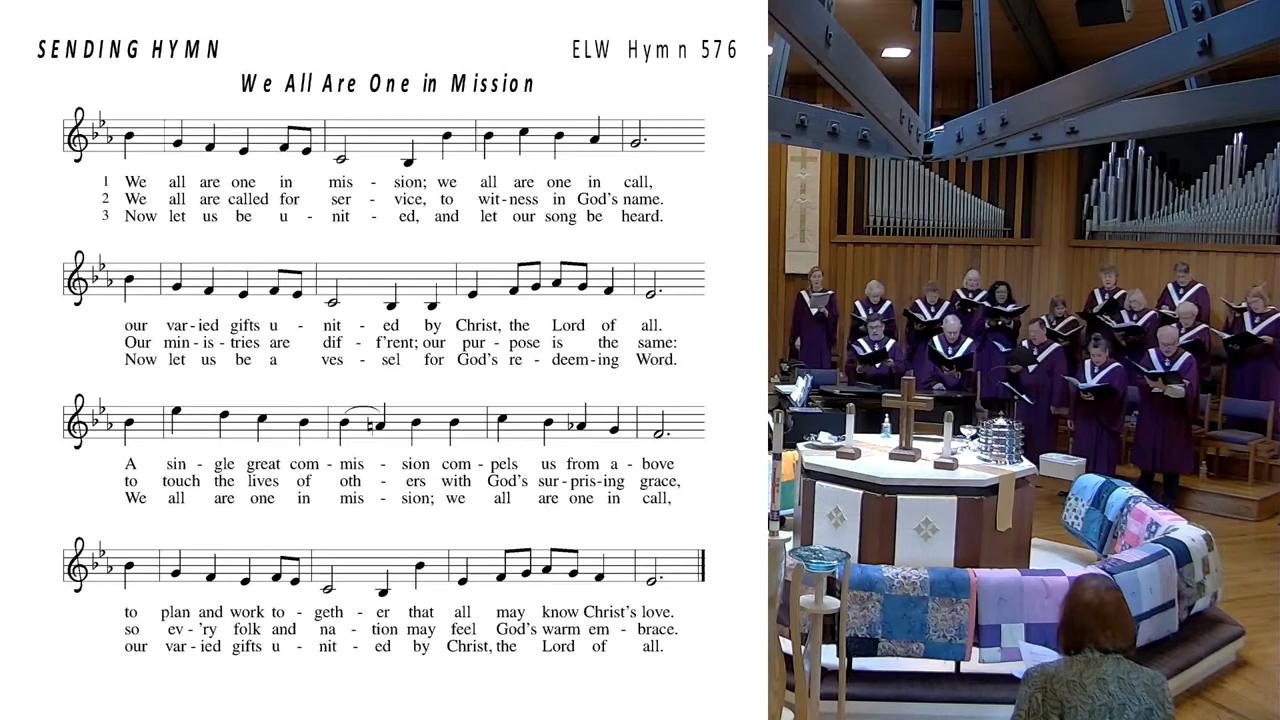 SENDING HYMN ELW Hymn 576
We All Are One in Mission
1 We all are one in mis - sion; we all are one in call,
2 We all are called for ser - vice, to wit - ness in God's name.
3 Now let us be u - nit - ed, and let our song be heard.
our var - ied gifts u - nit - ed by Christ, the Lord of all.
Our min - is - tries are dif - f'rent; our pur - pose is the same:
Now let us be a ves - sel for God's re - deem - ing Word.
A sin - gle great com - mis - sion com - pels us from a - bove
to touch the lives of oth - ers with God's sur - pris - ing grace,
We all are one in mis - sion; we all are one in call,
to plan and work to - geth - er that all may know Christ's love.
so ev - 'ry folk and na - tion may feel God's warm em - brace.
our var - ied gifts u - nit - ed by Christ, the Lord of all.